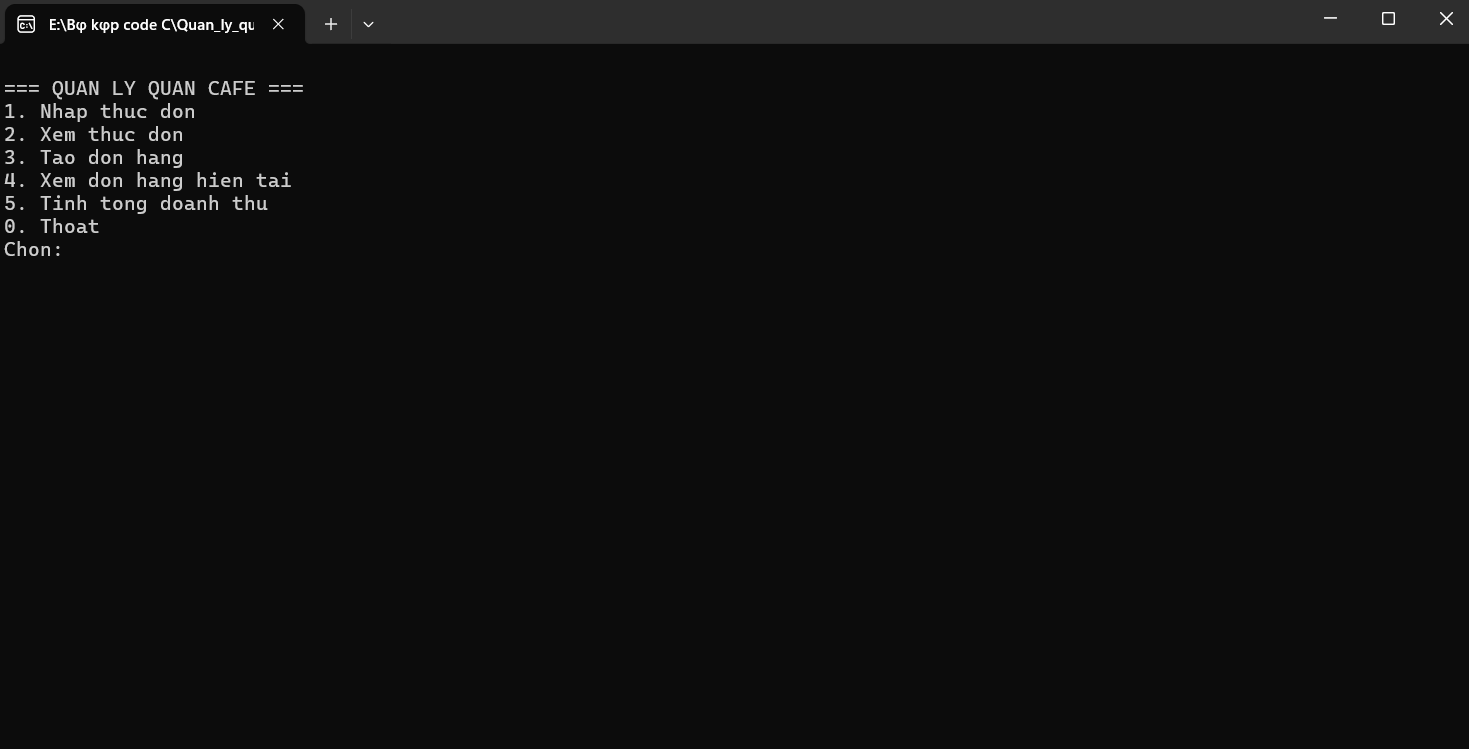 E:\Bφ kφp code C\Quan_ly_qu
=== QUAN LY QUAN CAFE ===
1. Nhap thuc don
2. Xem thuc don
3. Tao don hang
4. Xem don hang hien tai
5. Tinh tong doanh thu
0. Thoat
Chon: